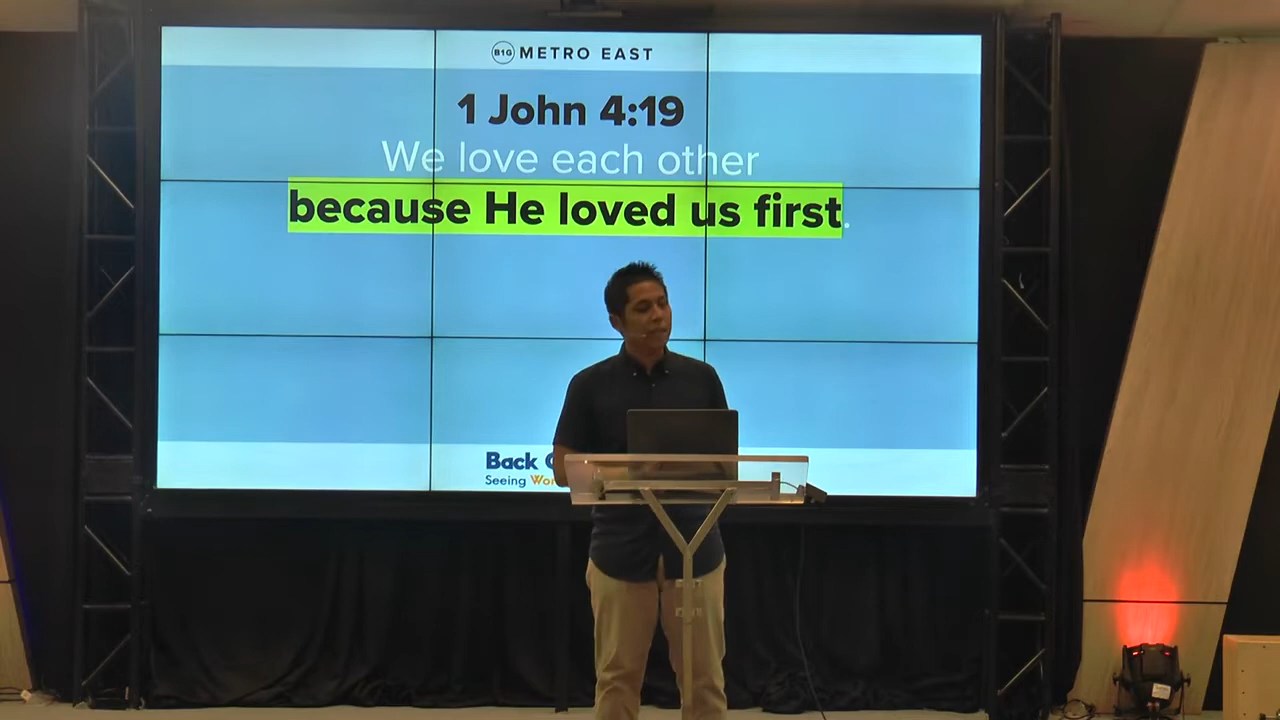 B1G METRO EAST
1 John 4:19
We love each other
because He loved us first.
Back
Seeing